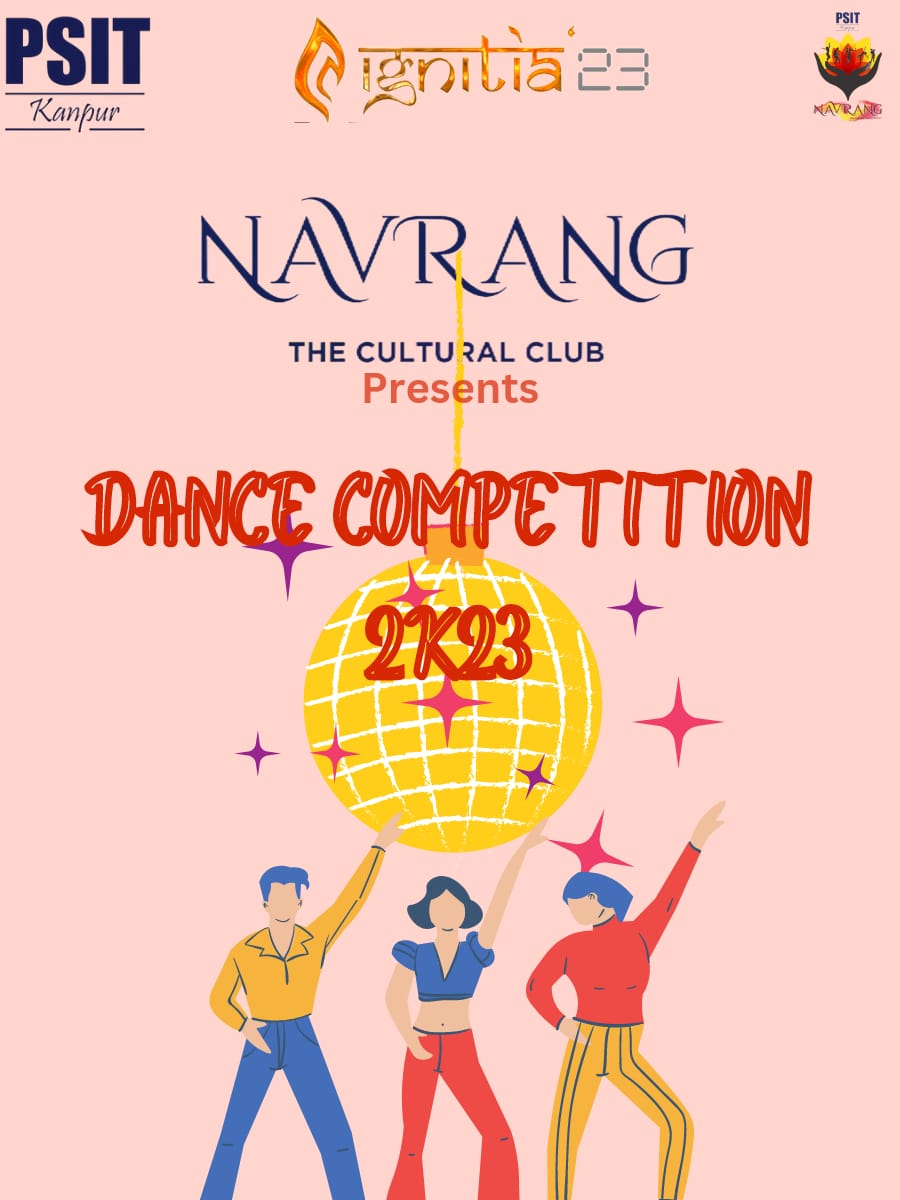 PSIT
Kanpur
ignitia'23
PSIT
NAVRANG
NAVRANG
THE CULTURAL CLUB
Presents
DANCE COMPETITION
2K23